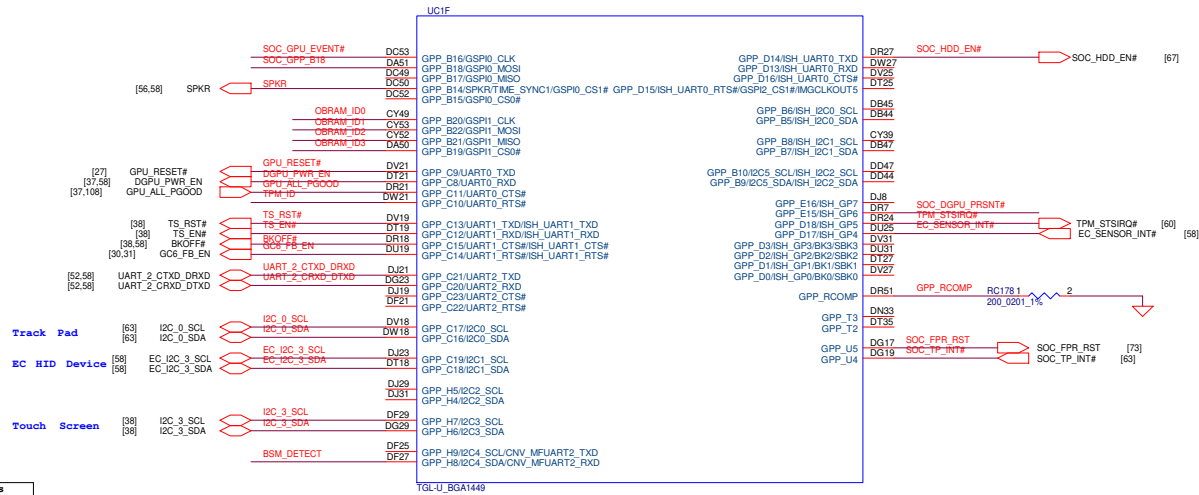 UC1F
SOC_GPU_EVENT# DC53 GPP_B16/GSPI0_CLK
SOC_GPP_B18 DA51 GPP_B18/GSPI0_MOSI
DC49 GPP_B17/GSPI0_MISO
[56,58] SPKR SPKR DC50 GPP_B14/SPKR/TIME_SYNC1/GSPI0_CS1#
DC52 GPP_B15/GSPI0_CS0#
OBRAM_ID0 CY49 GPP_B20/GSPI1_CLK
OBRAM_ID1 CY53 GPP_B22/GSPI1_MOSI
OBRAM_ID2 CY52 GPP_B21/GSPI1_MISO
OBRAM_ID3 DA50 GPP_B19/GSPI1_CS0#
[27] GPU_RESET# GPU_RESET# DV21 GPP_C9/UART0_TXD
[37,58] DGPU_PWR_EN DGPU_PWR_EN DT21 GPP_C8/UART0_RXD
[37,108] GPU_ALL_PGOOD GPU_ALL_PGOOD DR21 GPP_C11/UART0_CTS#
TPM_ID DW21 GPP_C10/UART0_RTS#
[38] TS_RST# TS_RST# DV19 GPP_C13/UART1_TXD/ISH_UART1_TXD
[38] TS_EN# TS_EN# DT19 GPP_C12/UART1_RXD/ISH_UART1_RXD
[38,58] BKOFF# BKOFF# DR18 GPP_C15/UART1_CTS#/ISH_UART1_CTS#
[30,31] GC6_FB_EN GC6_FB_EN DU19 GPP_C14/UART1_RTS#/ISH_UART1_RTS#
[52,58] UART_2_CTXD_DRXD UART_2_CTXD_DRXD DJ21 GPP_C21/UART2_TXD
[52,58] UART_2_CRXD_DTXD UART_2_CRXD_DTXD DG23 GPP_C20/UART2_RXD
DJ19 GPP_C23/UART2_CTS#
DF21 GPP_C22/UART2_RTS#
Track Pad
[63] I2C_0_SCL I2C_0_SCL DV18 GPP_C17/I2C0_SCL
[63] I2C_0_SDA I2C_0_SDA DW18 GPP_C16/I2C0_SDA
EC HID Device
[58] EC_I2C_3_SCL EC_I2C_3_SCL DJ23 GPP_C19/I2C1_SCL
[58] EC_I2C_3_SDA EC_I2C_3_SDA DT18 GPP_C18/I2C1_SDA
DJ29 GPP_H5/I2C2_SCL
DJ31 GPP_H4/I2C2_SDA
Touch Screen
[38] I2C_3_SCL I2C_3_SCL DF29 GPP_H7/I2C3_SCL
[38] I2C_3_SDA I2C_3_SDA DG29 GPP_H6/I2C3_SDA
DF25 GPP_H9/I2C4_SCL/CNV_MFUART2_TXD
BSM_DETECT DF27 GPP_H8/I2C4_SDA/CNV_MFUART2_RXD
GPP_D14/ISH_UART0_TXD DR27 SOC_HDD_EN# SOC_HDD_EN# [67]
GPP_D13/ISH_UART0_RXD DW27
GPP_D16/ISH_UART0_CTS# DV25
GPP_D15/ISH_UART0_RTS#/GSPI2_CS1#/IMGCLKOUT5 DT25
GPP_B6/ISH_I2C0_SCL DB45
GPP_B5/ISH_I2C0_SDA DB44
GPP_B8/ISH_I2C1_SCL CY39
GPP_B7/ISH_I2C1_SDA DB47
GPP_B10/I2C5_SCL/ISH_I2C2_SCL DD47
GPP_B9/I2C5_SDA/ISH_I2C2_SDA DD44
GPP_E16/ISH_GP7 DJ8
GPP_E15/ISH_GP6 DR7 SOC_DGPU_PRSNT#
GPP_D18/ISH_GP5 DR24 TPM_STSIRQ# TPM_STSIRQ# [60]
GPP_D17/ISH_GP4 DU25 EC_SENSOR_INT# EC_SENSOR_INT# [58]
GPP_D3/ISH_GP3/BK3/SBK3 DV31
GPP_D2/ISH_GP2/BK2/SBK2 DU31
GPP_D1/ISH_GP1/BK1/SBK1 DT27
GPP_D0/ISH_GP0/BK0/SBK0 DV27
GPP_RCOMP DR51 GPP_RCOMP RC178 1 2
200_0201_1%
GPP_T3 DN33
GPP_T2 DT35
GPP_U5 DG17 SOC_FPR_RST SOC_FPR_RST [73]
GPP_U4 DG19 SOC_TP_INT# SOC_TP_INT# [63]
TGL-U_BGA1449
s